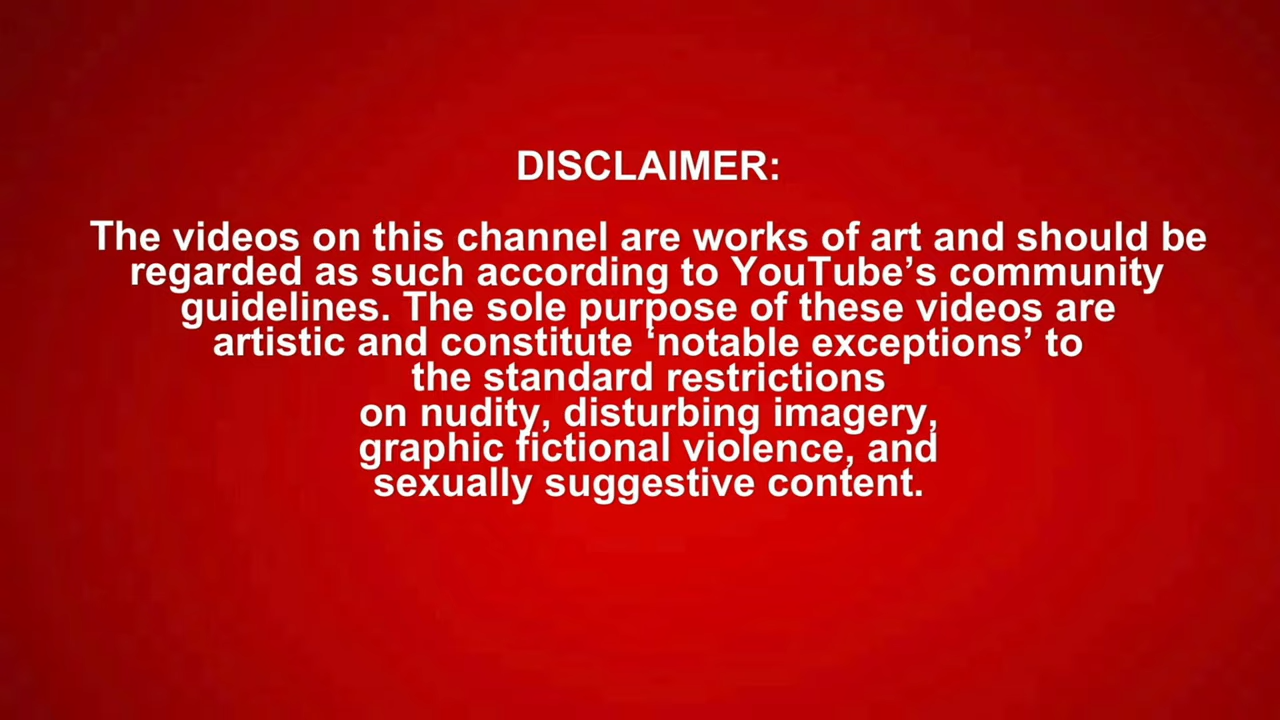 DISCLAIMER:
The videos on this channel are works of art and should be
regarded as such according to YouTube’s community
guidelines. The sole purpose of these videos are
artistic and constitute ‘notable exceptions’ to
the standard restrictions
on nudity, disturbing imagery,
graphic fictional violence, and
sexually suggestive content.